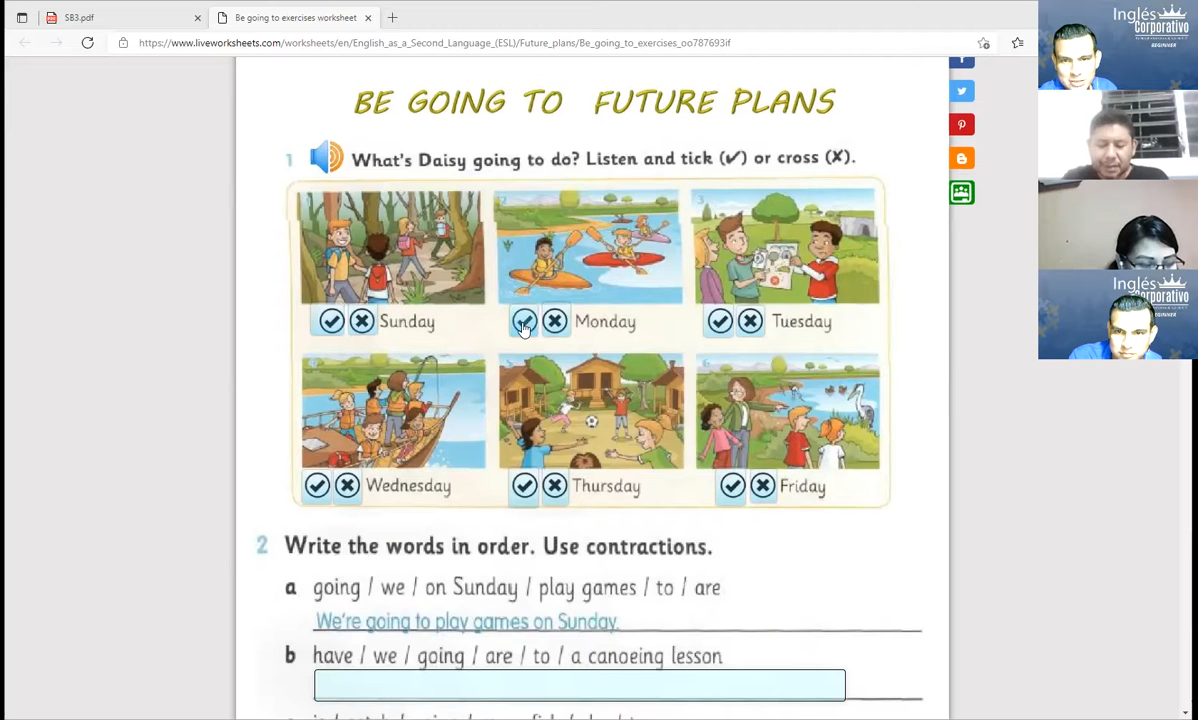 SB3.pdf
Be going to exercises worksheet
https://www.liveworksheets.com/worksheets/en/English_as_a_Second_Language_(ESL)/Future_plans/Be_going_to_exercises_oo787693if
Inglés
Corporativo
BEGINNER
BE GOING TO FUTURE PLANS
1 What's Daisy going to do? Listen and tick (✔) or cross (✘).
2
3
Sunday
Monday
Tuesday
6
Wednesday
Thursday
Friday
Inglés
Corporativo
BEGINNER
2 Write the words in order. Use contractions.
a going / we / on Sunday / play games / to / are
We're going to play games on Sunday.
b have / we / going / are / to / a canoeing lesson